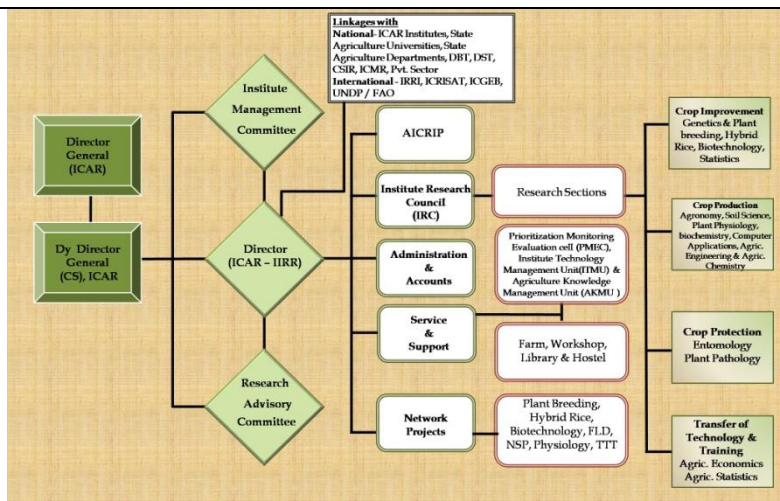 Linkages with
National- ICAR Institutes, State
Agriculture Universities, State
Agriculture Departments, DBT, DST,
CSIR, ICMR, Pvt. Sector
International - IRRI, ICRISAT, ICGEB,
UNDP / FAO
Director
General
(ICAR)
Dy Director
General
(CS), ICAR
Institute
Management
Committee
Director
(ICAR – IIRR)
Research
Advisory
Committee
AICRIP
Institute Research
Council
(IRC)
Administration
&
Accounts
Service
&
Support
Network
Projects
Research Sections
Prioritization Monitoring
Evaluation cell (PMEC),
Institute Technology
Management Unit(ITMU) &
Agriculture Knowledge
Management Unit (AKMU )
Farm, Workshop,
Library & Hostel
Plant Breeding,
Hybrid Rice,
Biotechnology, FLD,
NSP, Physiology, TTT
Crop Improvement
Genetics & Plant
breeding, Hybrid
Rice, Biotechnology,
Statistics
Crop Production
Agronomy, Soil Science,
Plant Physiology,
biochemistry, Computer
Applications, Agric.
Engineering & Agric.
Chemistry
Crop Protection
Entomology
Plant Pathology
Transfer of
Technology &
Training
Agric. Economics
Agric. Statistics